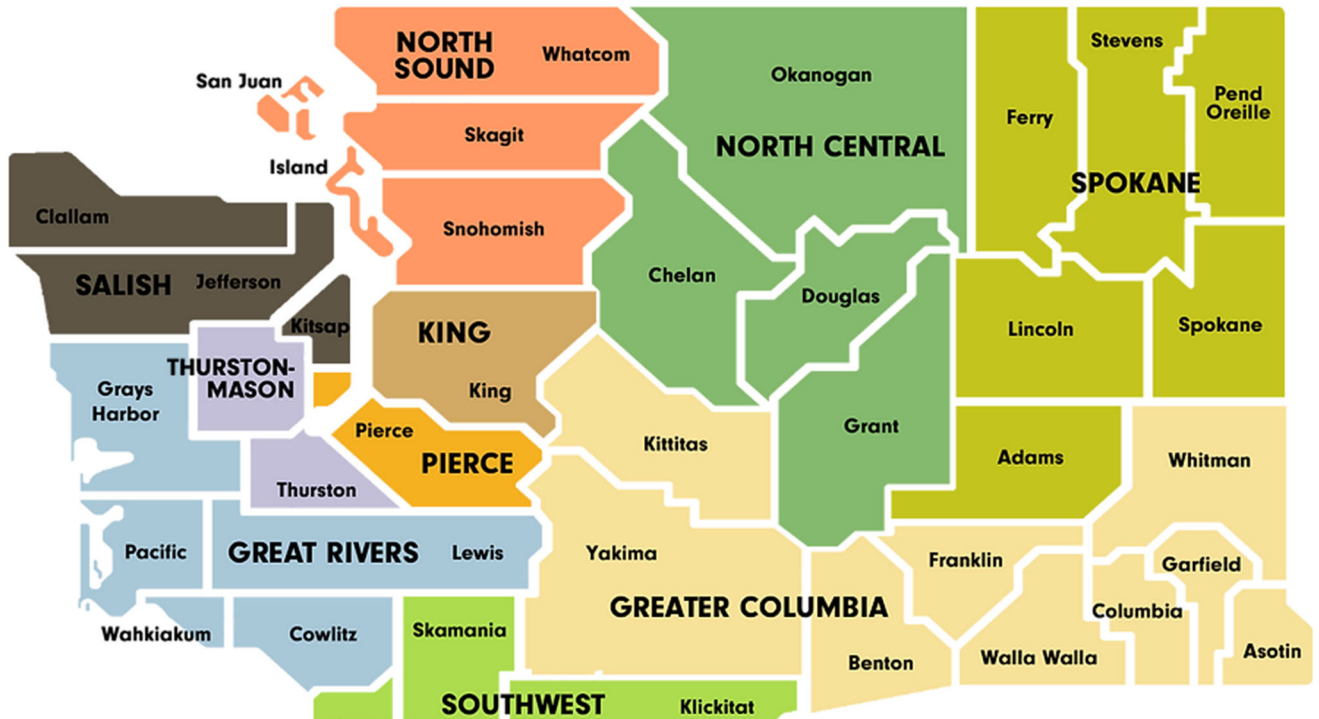 NORTH
SOUND
Whatcom
San Juan
Skagit
Island
Snohomish
Okanogan
NORTH CENTRAL
Chelan
Douglas
Grant
Stevens
Ferry
Pend
Oreille
SPOKANE
Lincoln
Spokane
Adams
Clallam
SALISH
Jefferson
Kitsap
KING
King
THURSTON-
MASON
Thurston
Grays
Harbor
Pierce
PIERCE
Pacific
GREAT RIVERS
Lewis
Wahkiakum
Cowlitz
Kittitas
Yakima
GREATER COLUMBIA
Whitman
Franklin
Garfield
Columbia
Benton
Walla Walla
Asotin
Skamania
SOUTHWEST
Klickitat